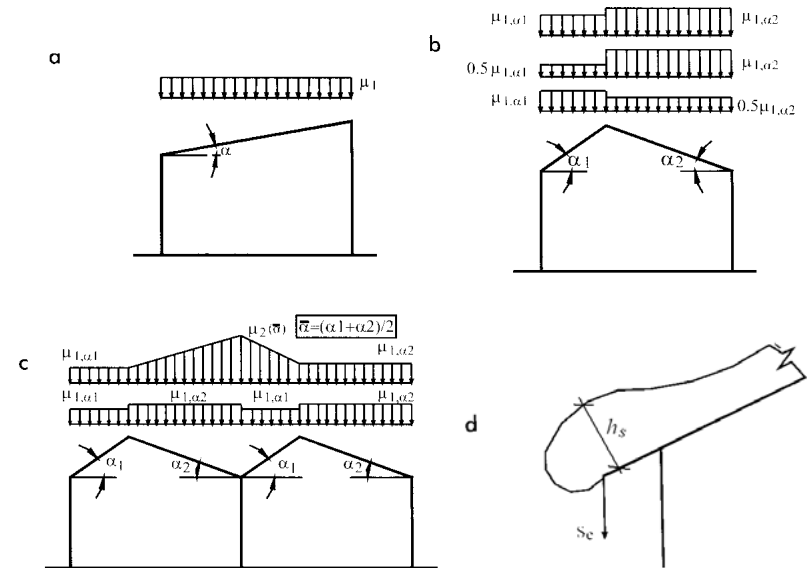 a
μ1
α
b
μ1,α1 μ1,α2
0.5μ1,α1 μ1,α2
μ1,α1 0.5μ1,α2
α1 α2
c
μ2(ᾱ) ᾱ=(α1+α2)/2
μ1,α1 μ1,α2
μ1,α1 μ1,α2 μ1,α1 μ1,α2
α1 α2 α1 α2
d
hs
Se